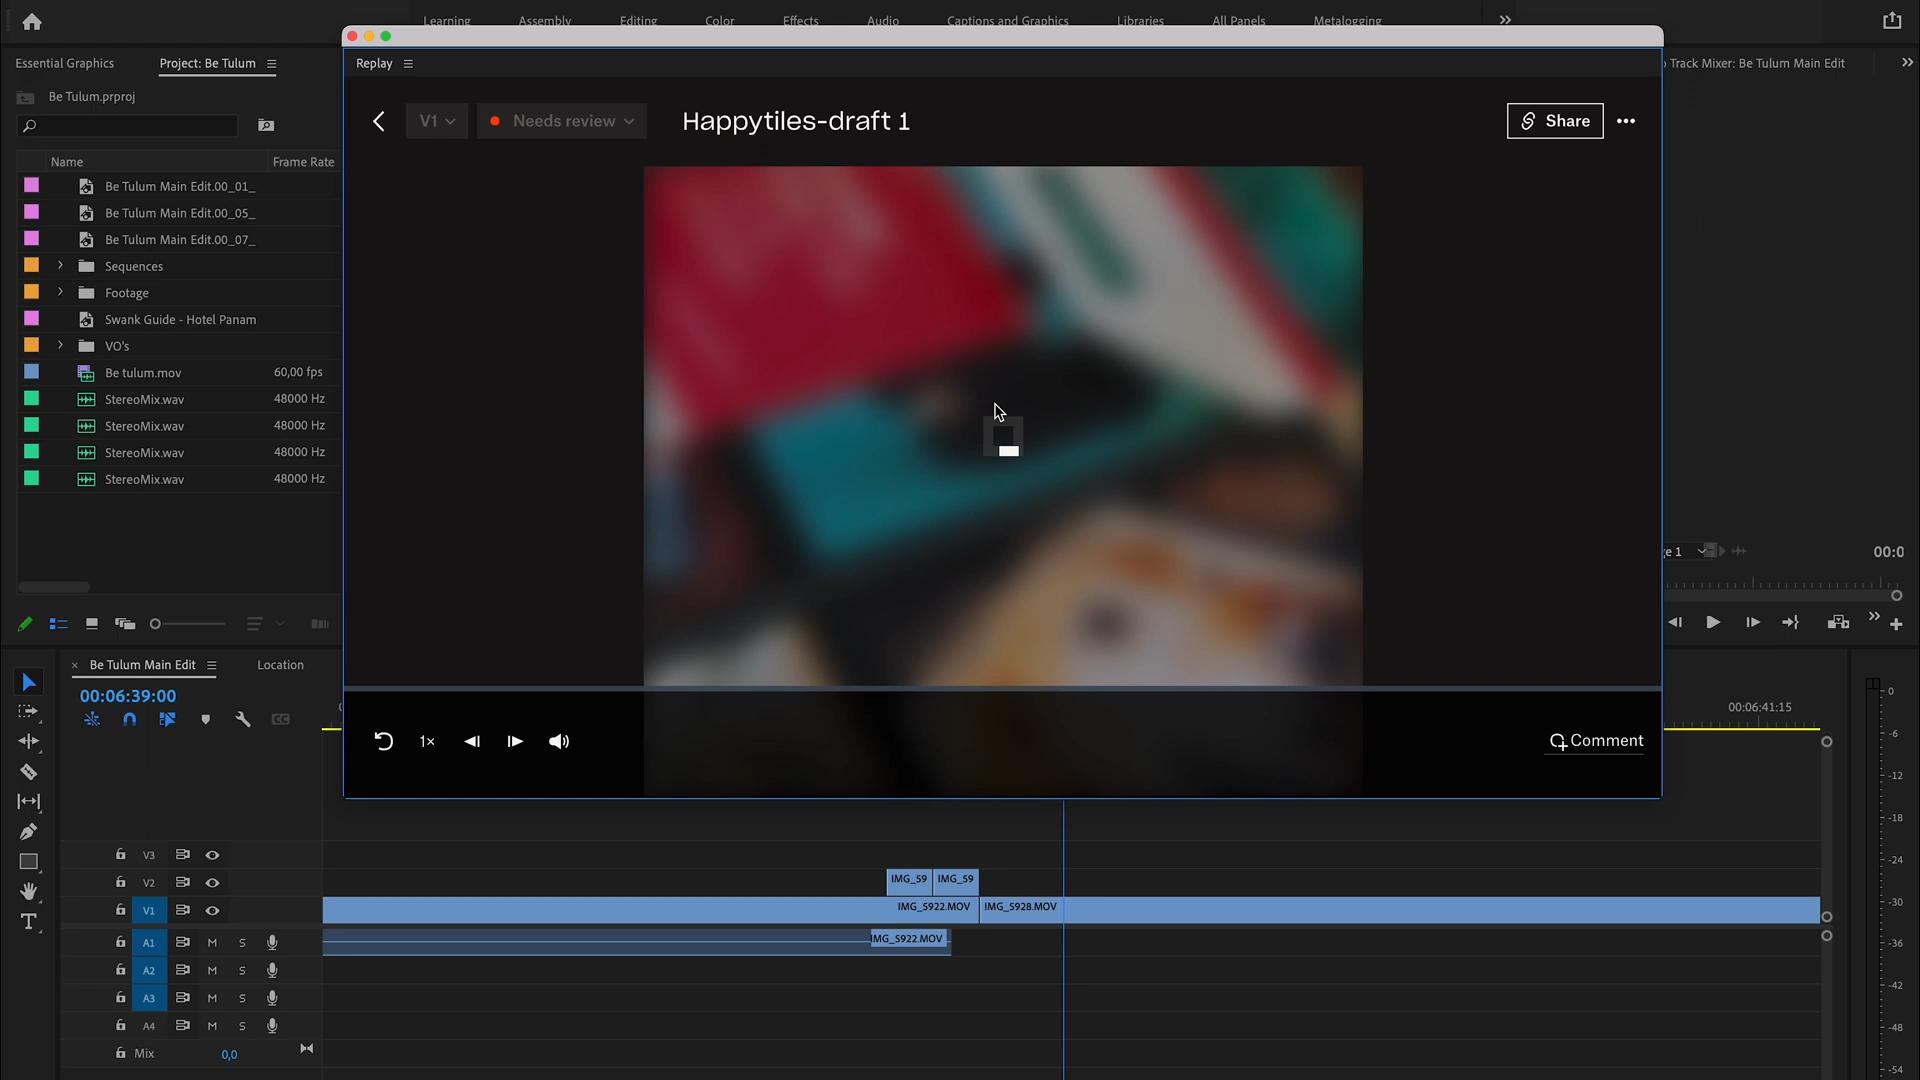 Learning
Assembly
Editing
Color
Effects
Audio
Captions and Graphics
Libraries
All Panels
Metalogging
Essential Graphics
Project: Be Tulum
Replay
Track Mixer: Be Tulum Main Edit
Be Tulum.prproj
V1
Needs review
Happytiles-draft 1
Share
Name
Frame Rate
Be Tulum Main Edit.00_01_
Be Tulum Main Edit.00_05_
Be Tulum Main Edit.00_07_
Sequences
Footage
Swank Guide - Hotel Panam
VO's
Be tulum.mov
60,00 fps
StereoMix.wav
48000 Hz
StereoMix.wav
48000 Hz
StereoMix.wav
48000 Hz
StereoMix.wav
48000 Hz
e 1
00:0
Be Tulum Main Edit
Location
00:06:39:00
00:06:41:15
1×
Comment
V3
V2
IMG_59
IMG_59
V1
IMG_5922.MOV
IMG_5928.MOV
A1
M
S
IMG_5922.MOV
A2
M
S
A3
M
S
A4
M
S
Mix
0,0
0
-6
-12
-18
-24
-30
-36
-42
-48
-54